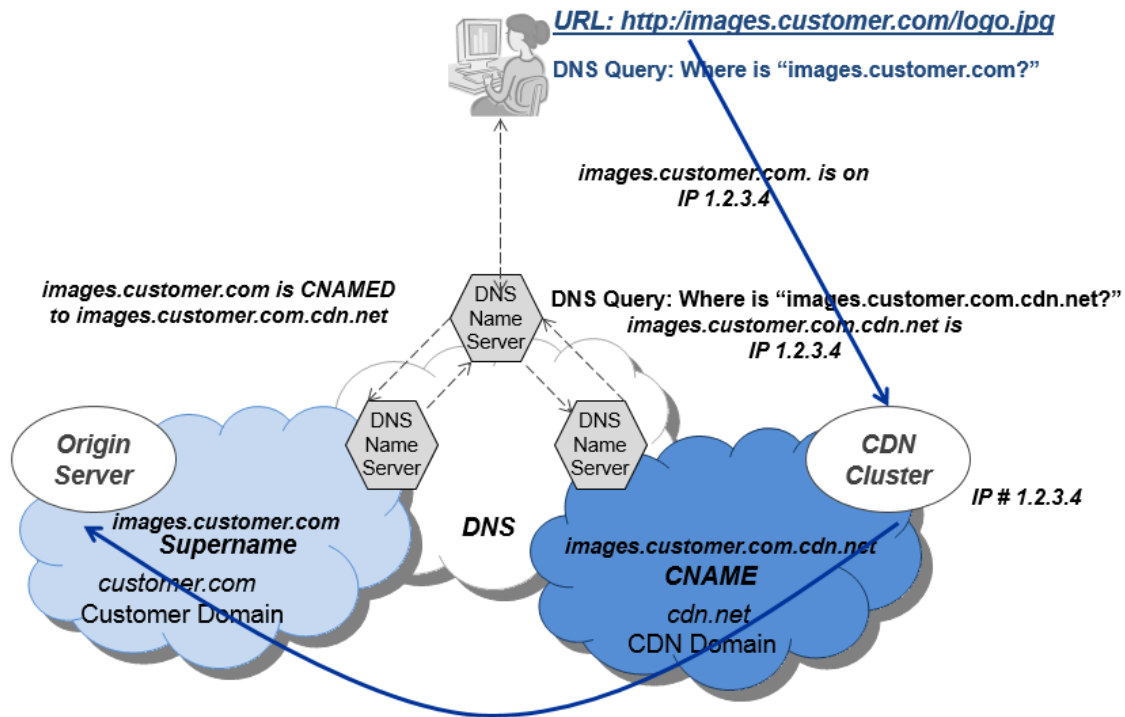 URL: http:/images.customer.com/logo.jpg
DNS Query: Where is “images.customer.com?”
images.customer.com. is on
IP 1.2.3.4
images.customer.com is CNAMED
to images.customer.com.cdn.net
DNS
Name
Server
DNS Query: Where is “images.customer.com.cdn.net?”
images.customer.com.cdn.net is
IP 1.2.3.4
Origin
Server
DNS
Name
Server
DNS
Name
Server
CDN
Cluster
IP # 1.2.3.4
images.customer.com
Supername
customer.com
Customer Domain
DNS
images.customer.com.cdn.net
CNAME
cdn.net
CDN Domain